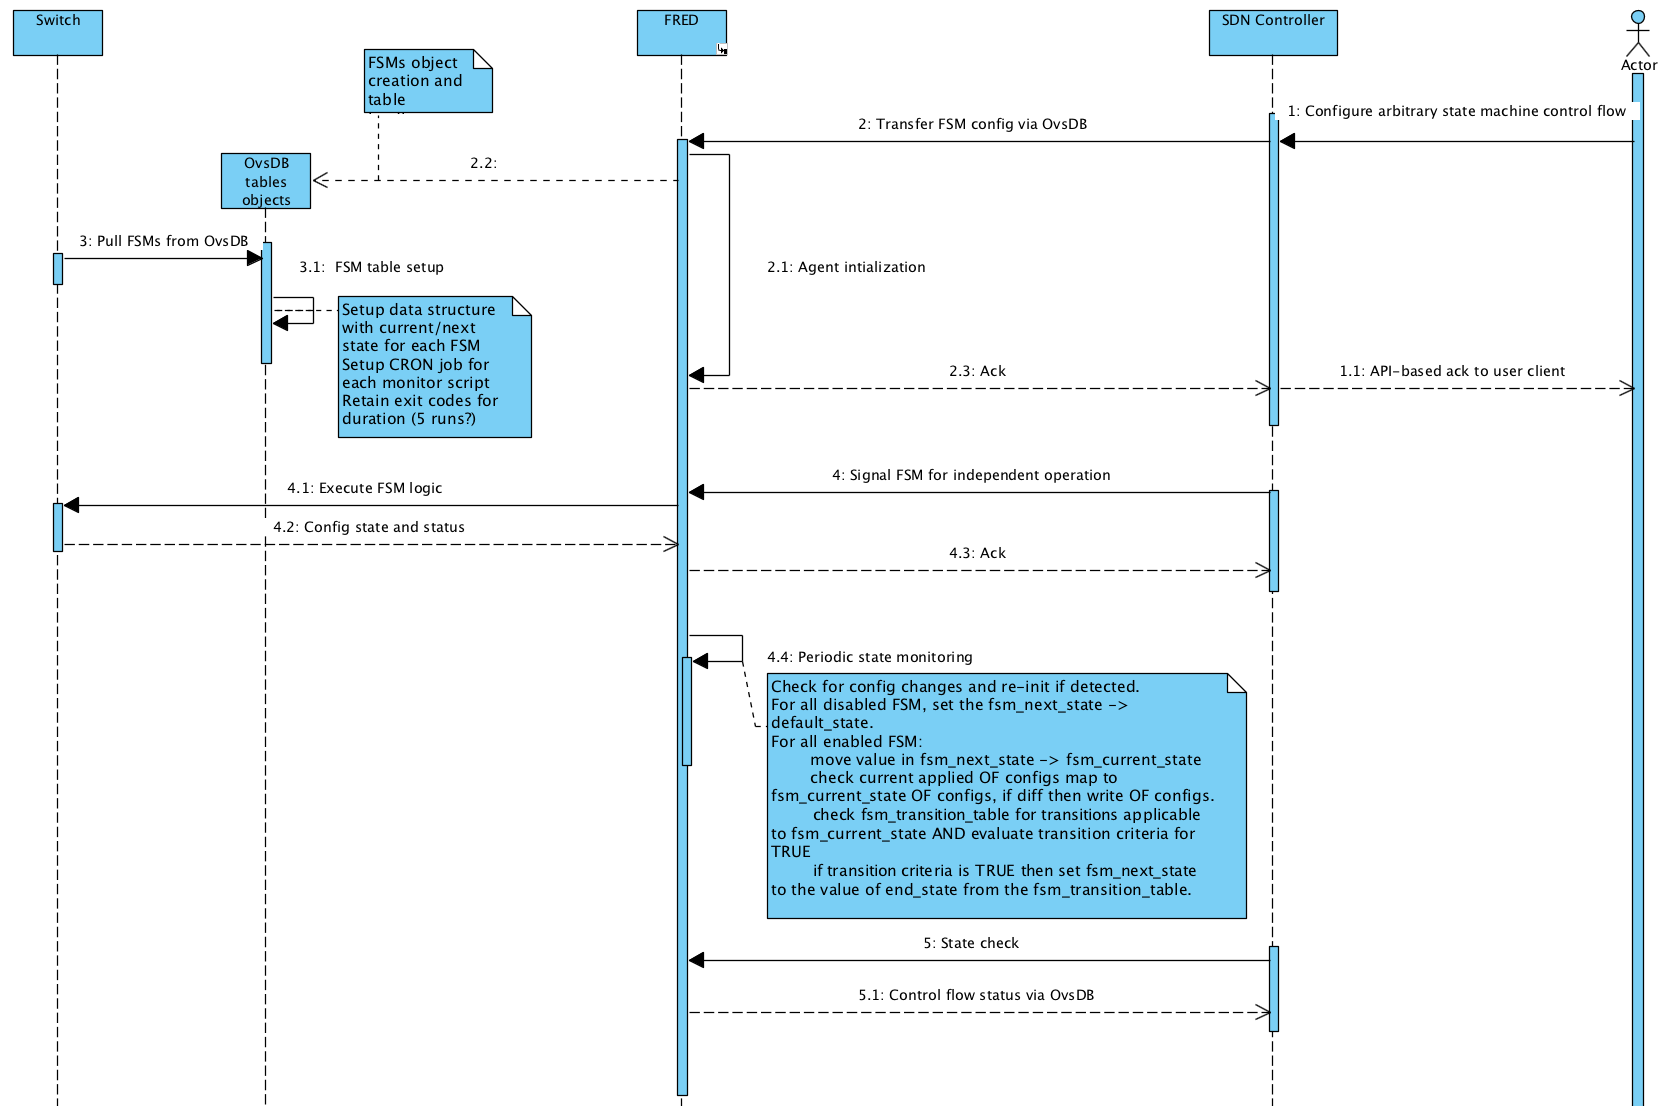 Switch
FRED
SDN Controller
Actor
FSMs object
creation and
table
1: Configure arbitrary state machine control flow
2: Transfer FSM config via OvsDB
OvsDB
tables
objects
2.2:
3: Pull FSMs from OvsDB
3.1:  FSM table setup
2.1: Agent intialization
Setup data structure
with current/next
state for each FSM
Setup CRON job for
each monitor script
Retain exit codes for
duration (5 runs?)
2.3: Ack
1.1: API-based ack to user client
4: Signal FSM for independent operation
4.1: Execute FSM logic
4.2: Config state and status
4.3: Ack
4.4: Periodic state monitoring
Check for config changes and re-init if detected.
For all disabled FSM, set the fsm_next_state ->
default_state.
For all enabled FSM:
move value in fsm_next_state -> fsm_current_state
check current applied OF configs map to
fsm_current_state OF configs, if diff then write OF configs.
check fsm_transition_table for transitions applicable
to fsm_current_state AND evaluate transition criteria for
TRUE
if transition criteria is TRUE then set fsm_next_state
to the value of end_state from the fsm_transition_table.
5: State check
5.1: Control flow status via OvsDB